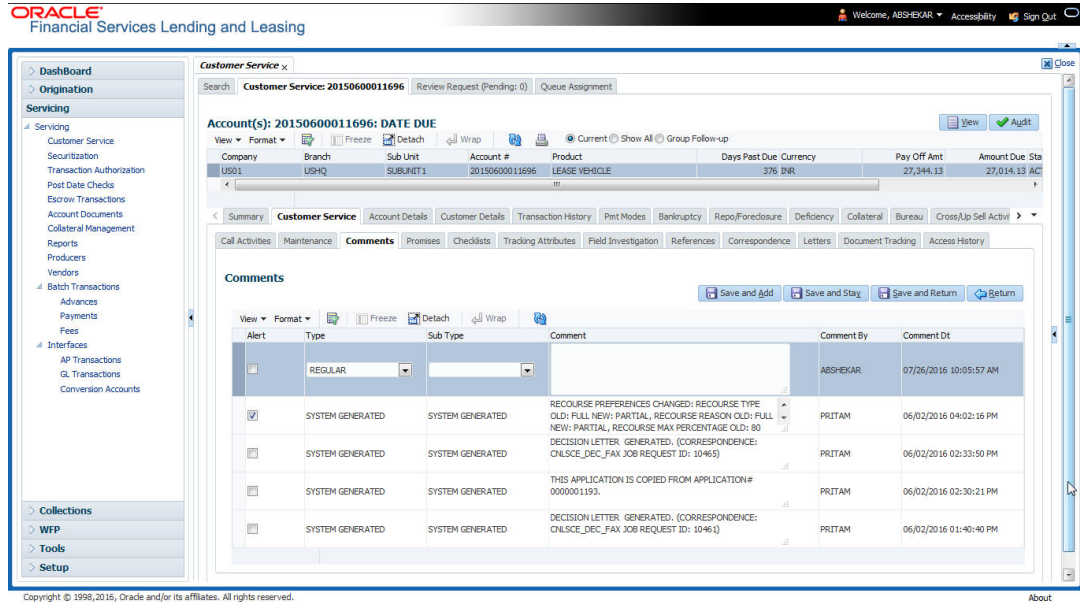 ORACLE
Financial Services Lending and Leasing
Welcome, ABSHEKAR Accessibility Sign Out
Close
DashBoard
Origination
Servicing
Servicing
Customer Service
Securitization
Transaction Authorization
Post Date Checks
Escrow Transactions
Account Documents
Collateral Management
Reports
Producers
Vendors
Batch Transactions
Advances
Payments
Fees
Interfaces
AP Transactions
GL Transactions
Conversion Accounts
Collections
WFP
Tools
Setup
Customer Service x
Search Customer Service: 20150600011696 Review Request (Pending: 0) Queue Assignment
Account(s): 20150600011696: DATE DUE
View Audit
View Format Freeze Detach Wrap Current Show All Group Follow-up
Company Branch Sub Unit Account # Product Days Past Due Currency Pay Off Amt Amount Due Sta
US01 USHQ SUBUNIT1 20150600011696 LEASE VEHICLE 376 INR 27,344.13 27,014.13 ACT
Summary Customer Service Account Details Customer Details Transaction History Pmt Modes Bankruptcy Repo/Foreclosure Deficiency Collateral Bureau Cross/Up Sell Activi
Call Activities Maintenance Comments Promises Checklists Tracking Attributes Field Investigation References Correspondence Letters Document Tracking Access History
Comments
Save and Add Save and Stay Save and Return Return
View Format Freeze Detach Wrap
Alert Type Sub Type Comment Comment By Comment Dt
REGULAR ABSHEKAR 07/26/2016 10:05:57 AM
RECOURSE PREFERENCES CHANGED: RECOURSE TYPE
SYSTEM GENERATED SYSTEM GENERATED OLD: FULL NEW: PARTIAL, RECOURSE REASON OLD: FULL PRITAM 06/02/2016 04:02:16 PM
NEW: PARTIAL, RECOURSE MAX PERCENTAGE OLD: 80
DECISION LETTER GENERATED. (CORRESPONDENCE:
SYSTEM GENERATED SYSTEM GENERATED CNLSCE_DEC_FAX JOB REQUEST ID: 10465) PRITAM 06/02/2016 02:33:50 PM
THIS APPLICATION IS COPIED FROM APPLICATION#
SYSTEM GENERATED SYSTEM GENERATED 0000001193. PRITAM 06/02/2016 02:30:21 PM
DECISION LETTER GENERATED. (CORRESPONDENCE:
SYSTEM GENERATED SYSTEM GENERATED CNLSCE_DEC_FAX JOB REQUEST ID: 10461) PRITAM 06/02/2016 01:40:40 PM
Copyright © 1998,2016, Oracle and/or its affiliates. All rights reserved.
About